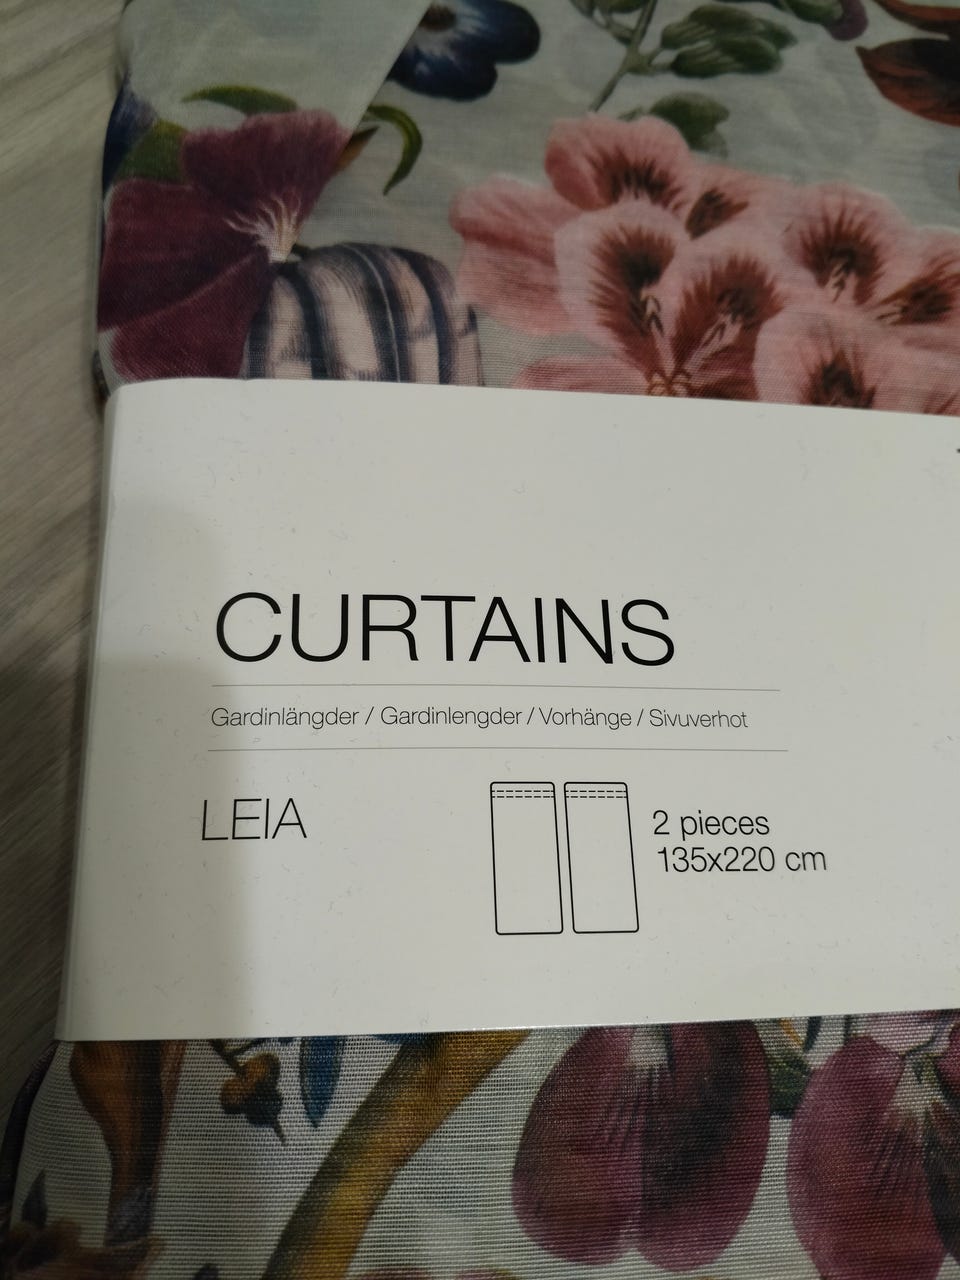 CURTAINS
Gardinlängder / Gardinlengder / Vorhänge / Sivuverhot
LEIA
2 pieces
135x220 cm